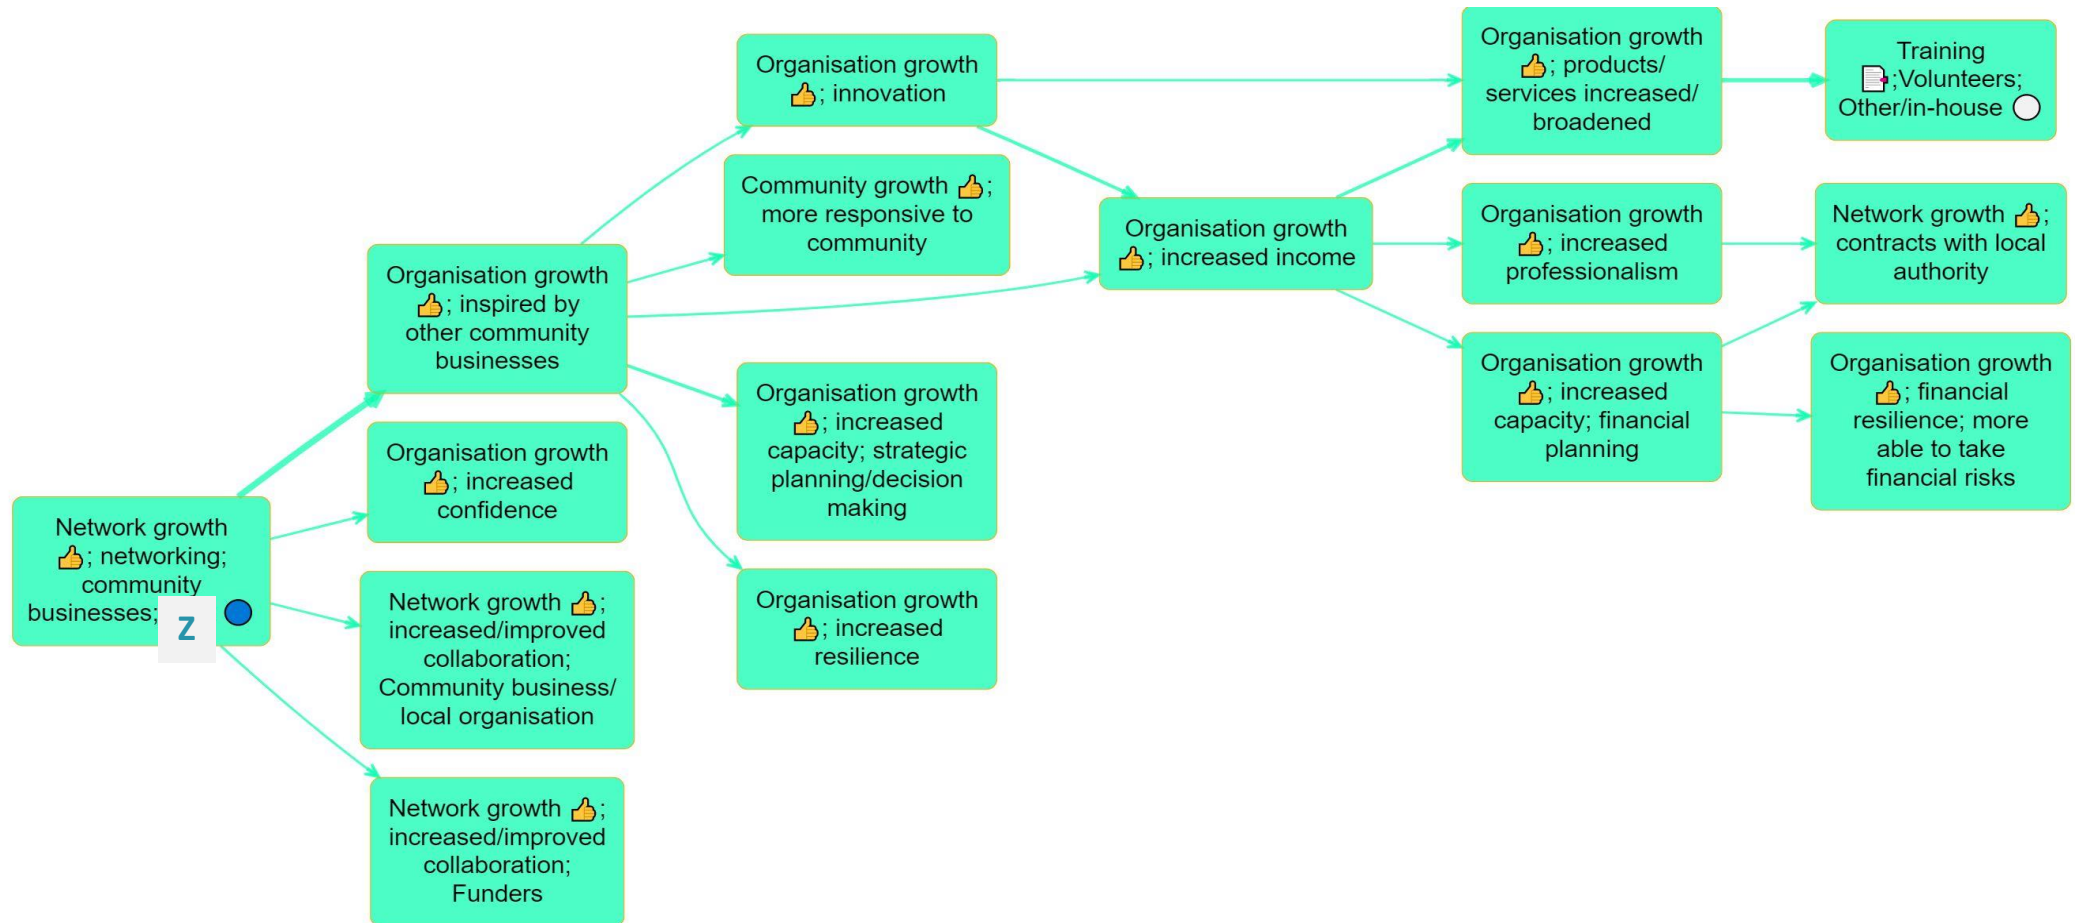 Organisation growth
👍; innovation
Organisation growth
👍; products/
services increased/
broadened
Training
📑;Volunteers;
Other/in-house ⚪
Community growth 👍;
more responsive to
community
Organisation growth
👍; increased income
Organisation growth
👍; increased
professionalism
Network growth 👍;
contracts with local
authority
Organisation growth
👍; inspired by
other community
businesses
Organisation growth
👍; increased
capacity; strategic
planning/decision
making
Organisation growth
👍; increased
capacity; financial
planning
Organisation growth
👍; financial
resilience; more
able to take
financial risks
Organisation growth
👍; increased
confidence
Network growth
👍; networking;
community
businesses; Z 🔵
Network growth 👍;
increased/improved
collaboration;
Community business/
local organisation
Organisation growth
👍; increased
resilience
Network growth 👍;
increased/improved
collaboration;
Funders